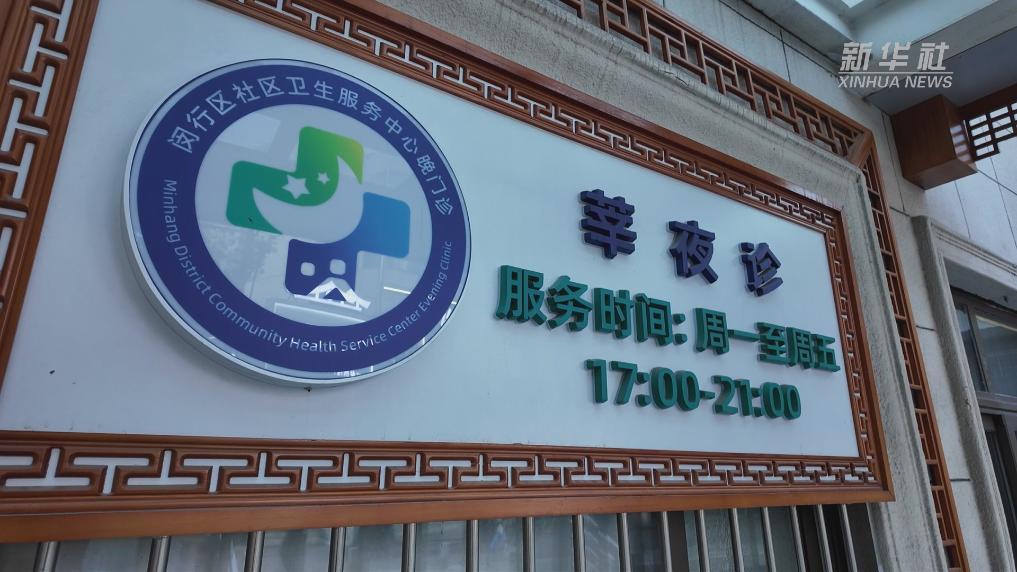 新华社
XINHUA NEWS
闵行区社区卫生服务中心晚门诊
Minhang District Community Health Service Center Evening Clinic
莘夜诊
服务时间:周一至周五
17:00-21:00